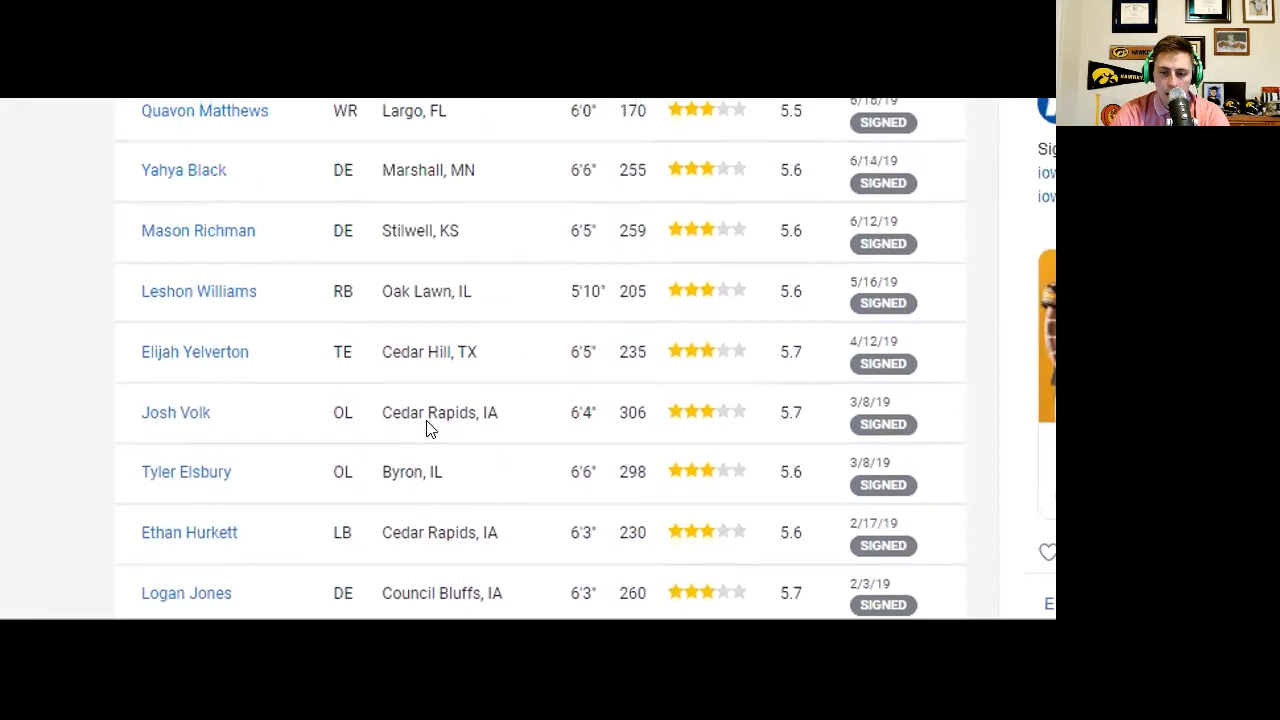 Quavon Matthews WR Largo, FL 6'0" 170 5.5 6/18/19 SIGNED
Yahya Black DE Marshall, MN 6'6" 255 5.6 6/14/19 SIGNED
Mason Richman DE Stilwell, KS 6'5" 259 5.6 6/12/19 SIGNED
Leshon Williams RB Oak Lawn, IL 5'10" 205 5.6 5/16/19 SIGNED
Elijah Yelverton TE Cedar Hill, TX 6'5" 235 5.7 4/12/19 SIGNED
Josh Volk OL Cedar Rapids, IA 6'4" 306 5.7 3/8/19 SIGNED
Tyler Elsbury OL Byron, IL 6'6" 298 5.6 3/8/19 SIGNED
Ethan Hurkett LB Cedar Rapids, IA 6'3" 230 5.6 2/17/19 SIGNED
Logan Jones DE Council Bluffs, IA 6'3" 260 5.7 2/3/19 SIGNED